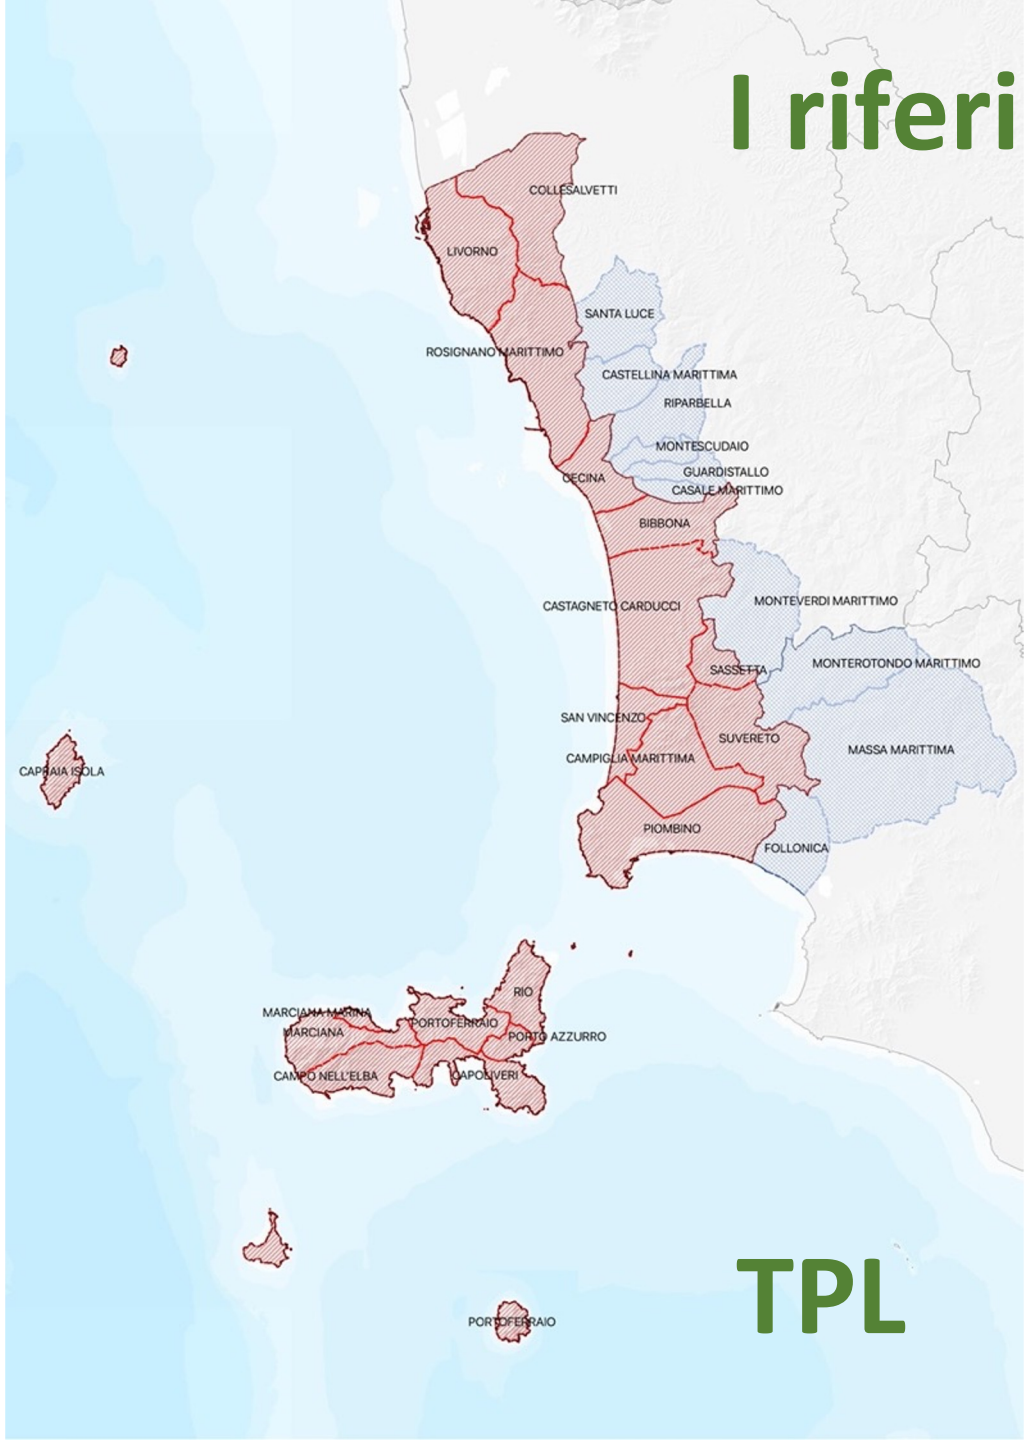 I riferi
COLLESALVETTI
LIVORNO
SANTA LUCE
ROSIGNANO MARITTIMO
CASTELLINA MARITTIMA
RIPARBELLA
MONTESCUDAIO
GUARDISTALLO
CECINA
CASALE MARITTIMO
BIBBONA
MONTEVERDI MARITTIMO
CASTAGNETO CARDUCCI
MONTEROTONDO MARITTIMO
SASSETTA
SAN VINCENZO
SUVERETO
MASSA MARITTIMA
CAMPIGLIA MARITTIMA
CAPRAIA ISOLA
PIOMBINO
FOLLONICA
RIO
MARCIANA MARINA
PORTOFERRAIO
MARCIANA
PORTO AZZURRO
CAMPO NELL'ELBA
CAPOLIVERI
TPL
PORTOFERRAIO